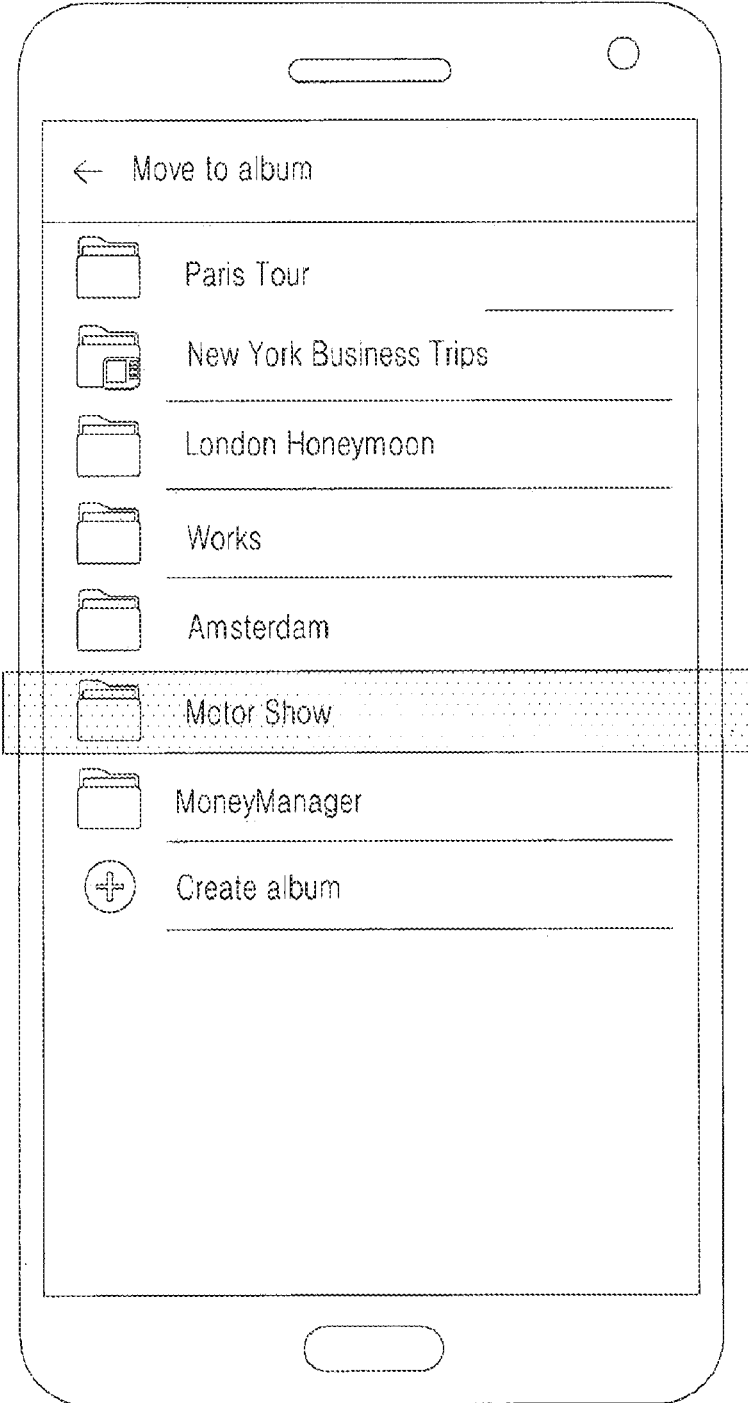 ← Move to album
Paris Tour
New York Business Trips
London Honeymoon
Works
Amsterdam
Motor Show
MoneyManager
Create album